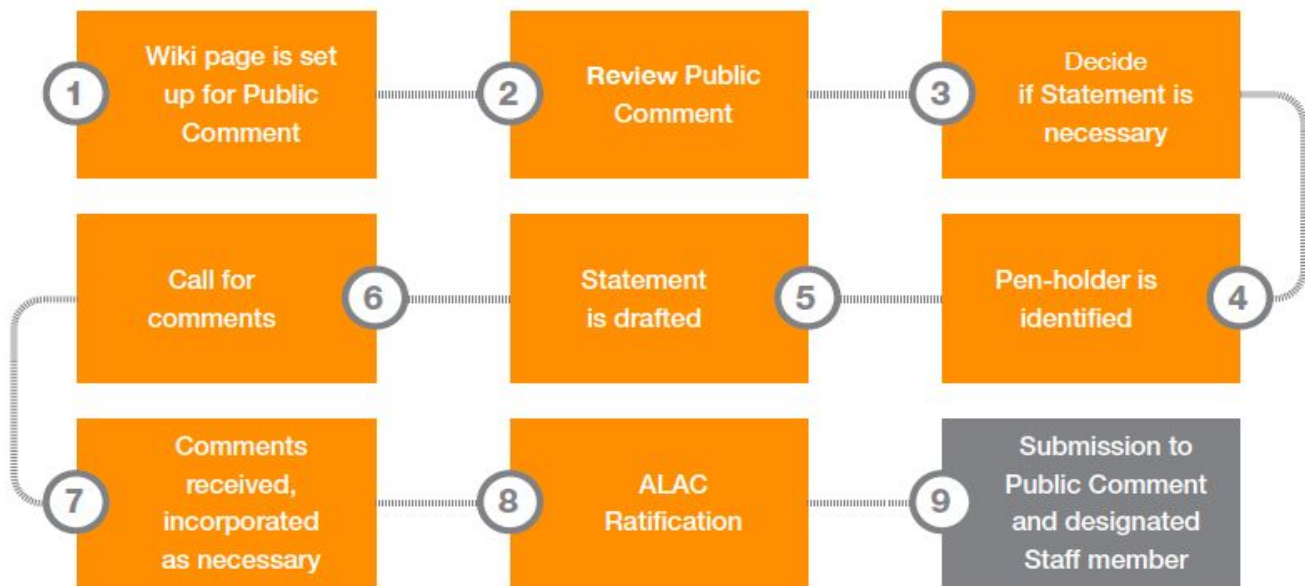 1
Wiki page is set
up for Public
Comment
2
Review Public
Comment
3
Decide
if Statement is
necessary
4
Pen-holder is
identified
5
Statement
is drafted
6
Call for
comments
7
Comments
received,
incorporated
as necessary
8
ALAC
Ratification
9
Submission to
Public Comment
and designated
Staff member